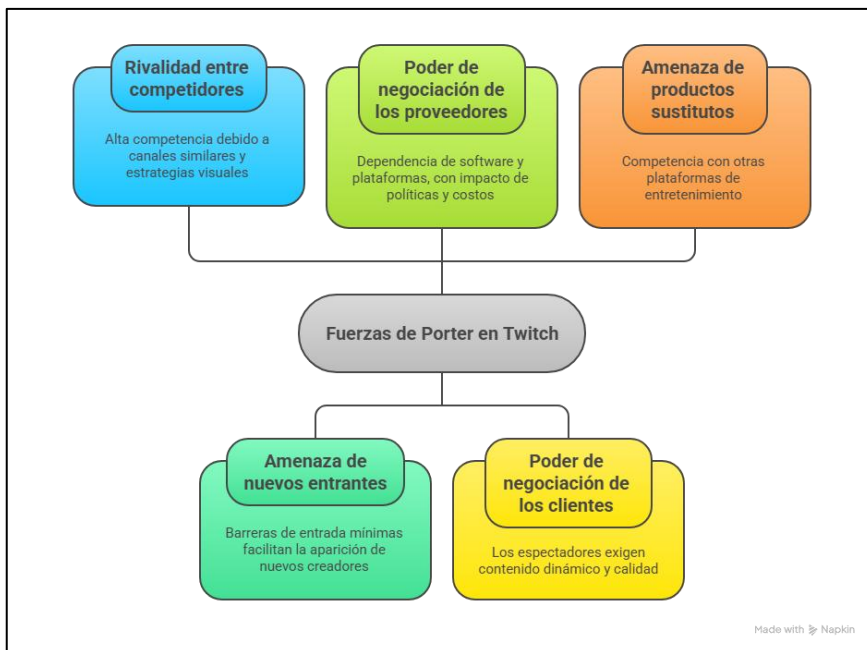 Rivalidad entre
competidores
Alta competencia debido a
canales similares y
estrategias visuales
Poder de
negociación de
los proveedores
Dependencia de software y
plataformas, con impacto de
políticas y costos
Amenaza de
productos
sustitutos
Competencia con otras
plataformas de
entretenimiento
Fuerzas de Porter en Twitch
Amenaza de
nuevos entrantes
Barreras de entrada mínimas
facilitan la aparición de
nuevos creadores
Poder de
negociación de
los clientes
Los espectadores exigen
contenido dinámico y calidad
Made with Napkin